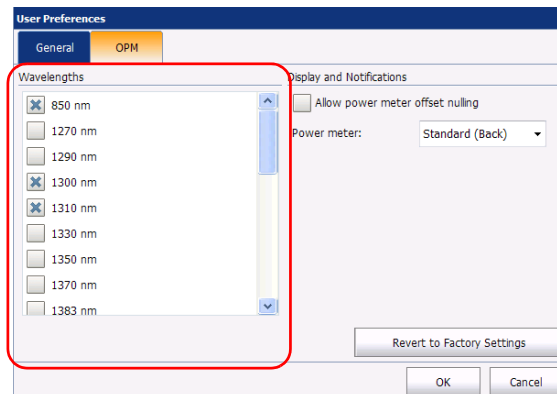 User Preferences
General OPM
Wavelengths
850 nm
1270 nm
1290 nm
1300 nm
1310 nm
1330 nm
1350 nm
1370 nm
1383 nm
Display and Notifications
Allow power meter offset nulling
Power meter: Standard (Back)
Revert to Factory Settings
OK Cancel